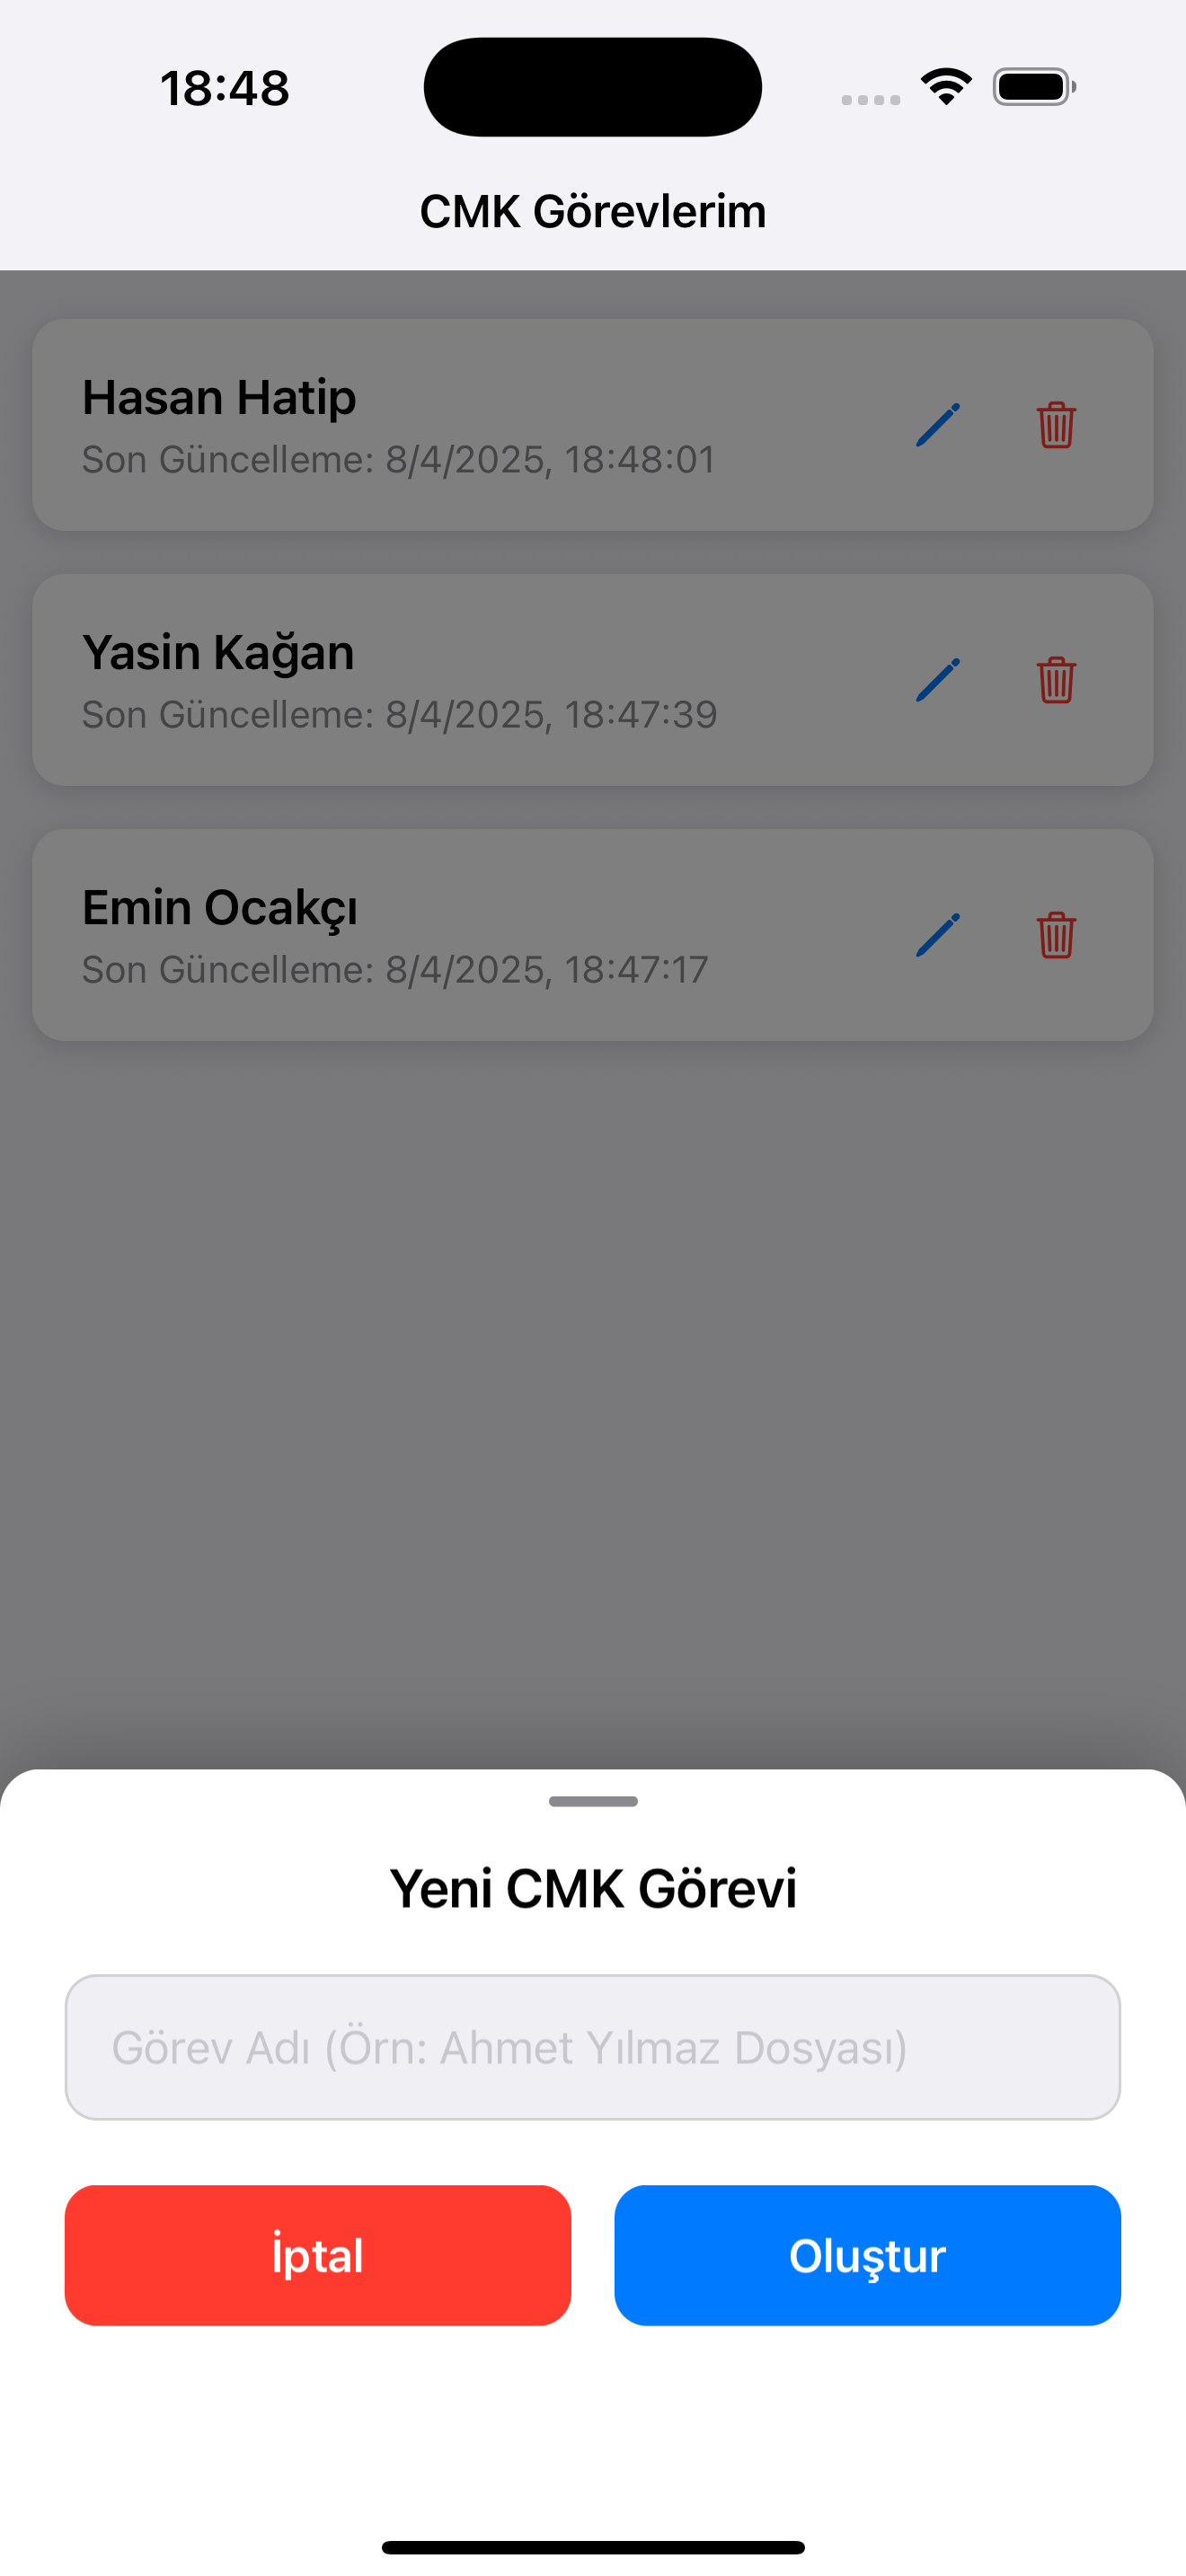 18:48
CMK Görevlerim
Hasan Hatip
Son Güncelleme: 8/4/2025, 18:48:01
Yasin Kağan
Son Güncelleme: 8/4/2025, 18:47:39
Emin Ocakçı
Son Güncelleme: 8/4/2025, 18:47:17
Yeni CMK Görevi
Görev Adı (Örn: Ahmet Yılmaz Dosyası)
İptal
Oluştur